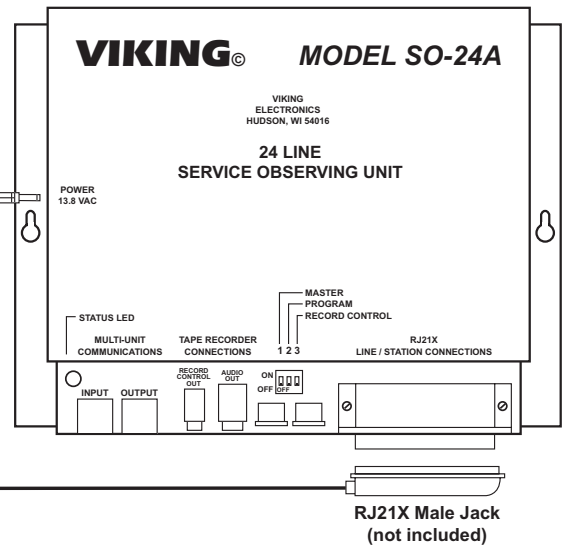 VIKING© MODEL SO-24A
VIKING
ELECTRONICS
HUDSON, WI 54016
24 LINE
SERVICE OBSERVING UNIT
POWER
13.8 VAC
MASTER
PROGRAM
RECORD CONTROL
STATUS LED
MULTI-UNIT
COMMUNICATIONS
TAPE RECORDER
CONNECTIONS
1 2 3
RJ21X
LINE / STATION CONNECTIONS
INPUT OUTPUT
RECORD
CONTROL
OUT
AUDIO
OUT
ON
OFF OFF
RJ21X Male Jack
(not included)